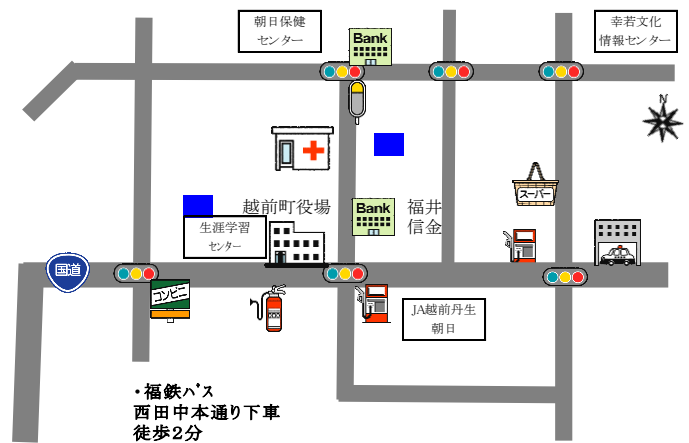 朝日保健
センター
幸若文化
情報センター
Bank
N
スーパー
越前町役場
Bank
福井
信金
生涯学習
センター
国道
コンビニ
JA越前丹生
朝日
・福鉄バス
西田中本通り下車
徒歩2分